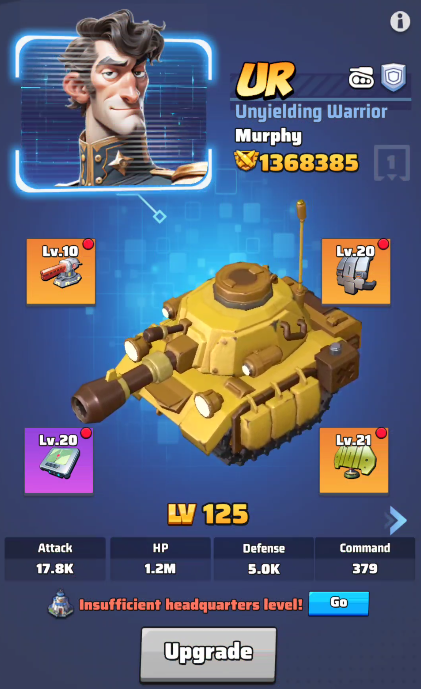 UR
Unyielding Warrior
Murphy
1368385
1
Lv.10
Lv.20
Lv.20
Lv.21
LV 125
Attack HP Defense Command
17.8K 1.2M 5.0K 379
Insufficient headquarters level! Go
Upgrade